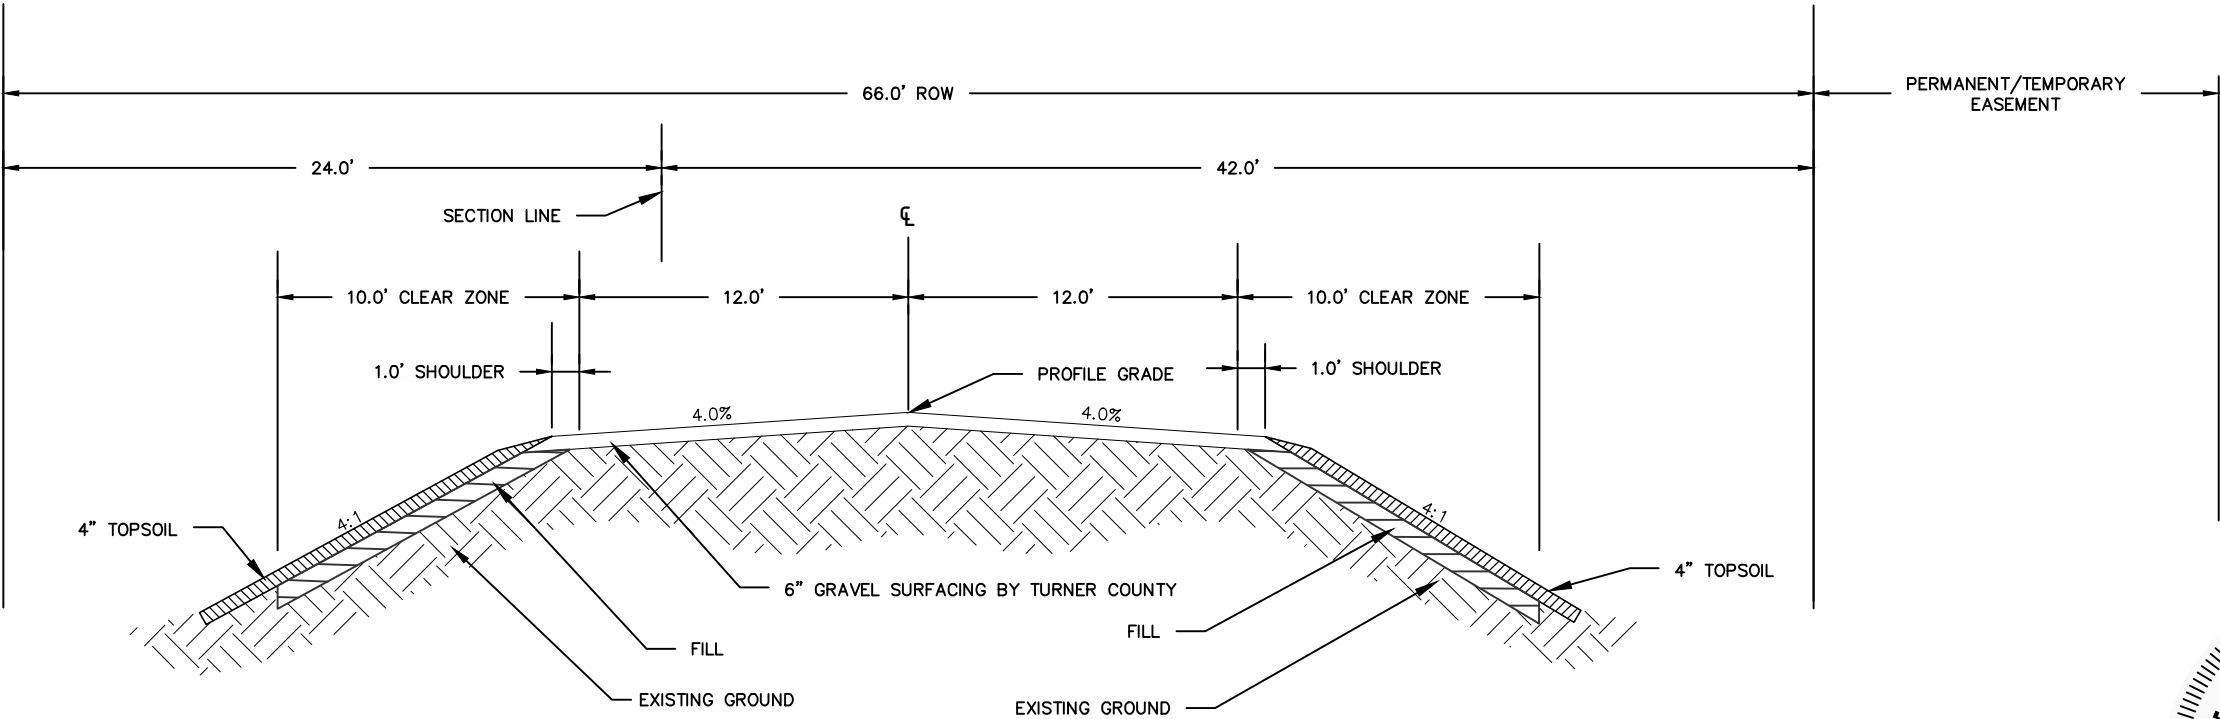 66.0' ROW
PERMANENT/TEMPORARY
EASEMENT
24.0'
42.0'
SECTION LINE
℄
10.0' CLEAR ZONE
12.0'
12.0'
10.0' CLEAR ZONE
1.0' SHOULDER
PROFILE GRADE
1.0' SHOULDER
4.0%
4.0%
4:1
4:1
4" TOPSOIL
4" TOPSOIL
6" GRAVEL SURFACING BY TURNER COUNTY
FILL
FILL
EXISTING GROUND
EXISTING GROUND